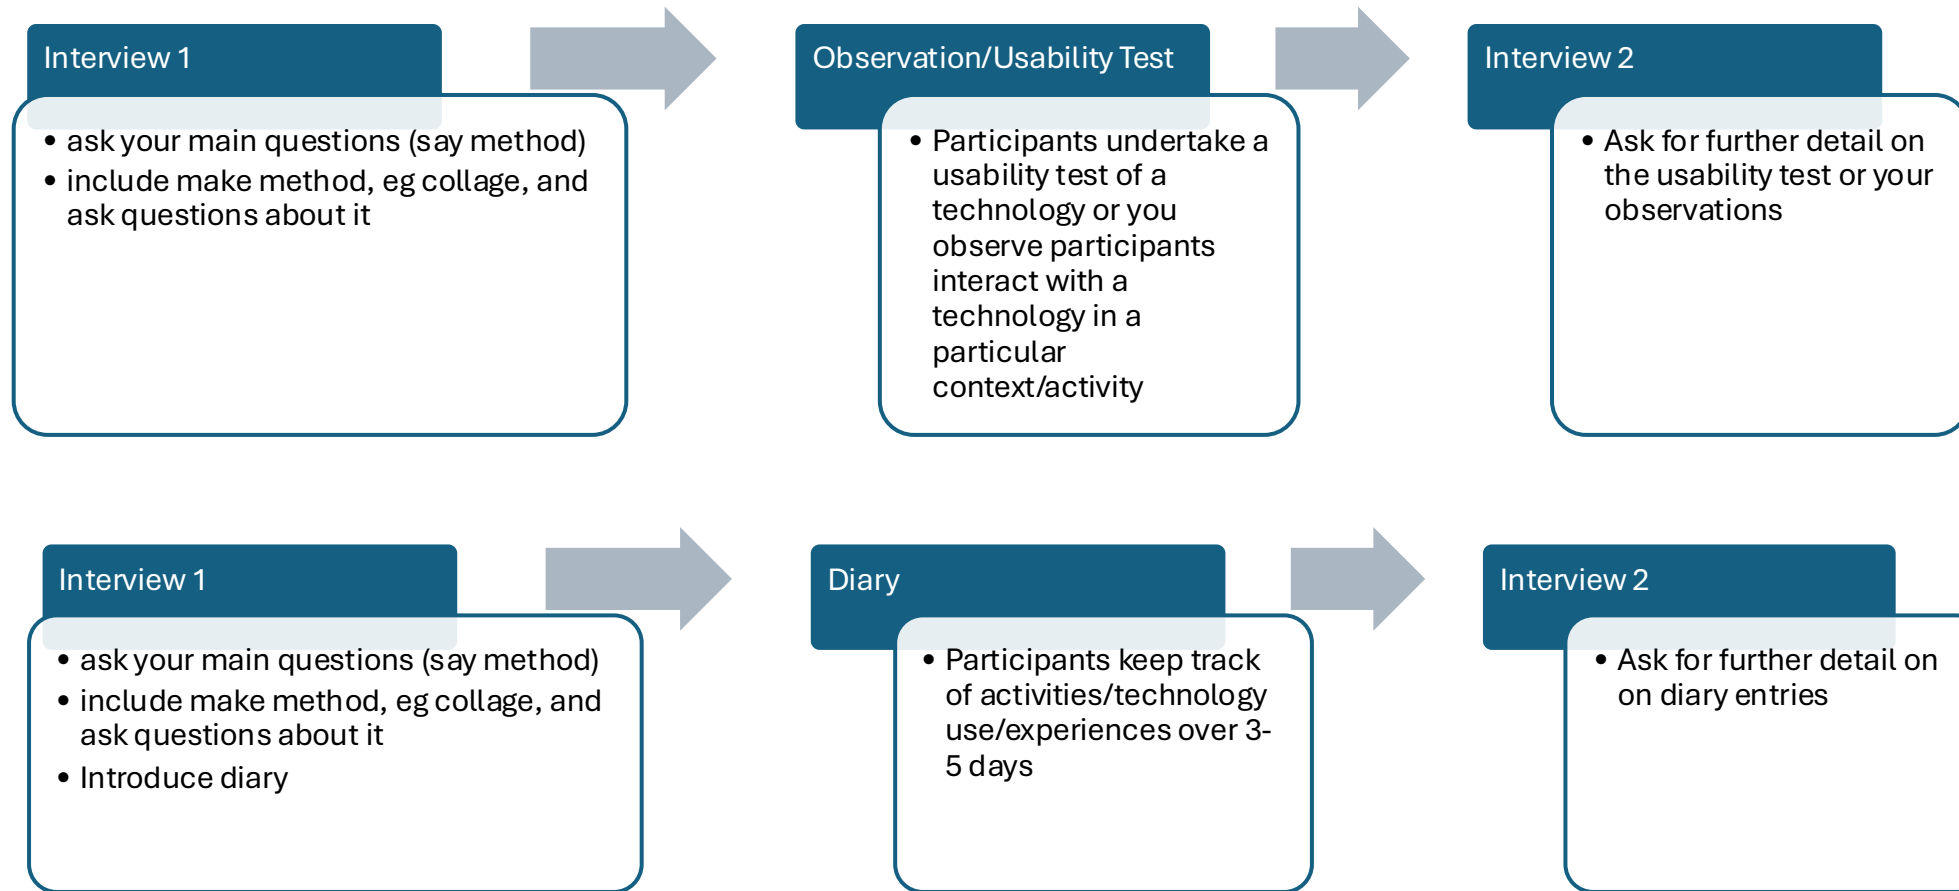 Interview 1
• ask your main questions (say method)
• include make method, eg collage, and
ask questions about it
Observation/Usability Test
• Participants undertake a
usability test of a
technology or you
observe participants
interact with a
technology in a
particular
context/activity
Interview 2
• Ask for further detail on
the usability test or your
observations
Interview 1
• ask your main questions (say method)
• include make method, eg collage, and
ask questions about it
• Introduce diary
Diary
• Participants keep track
of activities/technology
use/experiences over 3-
5 days
Interview 2
• Ask for further detail on
on diary entries